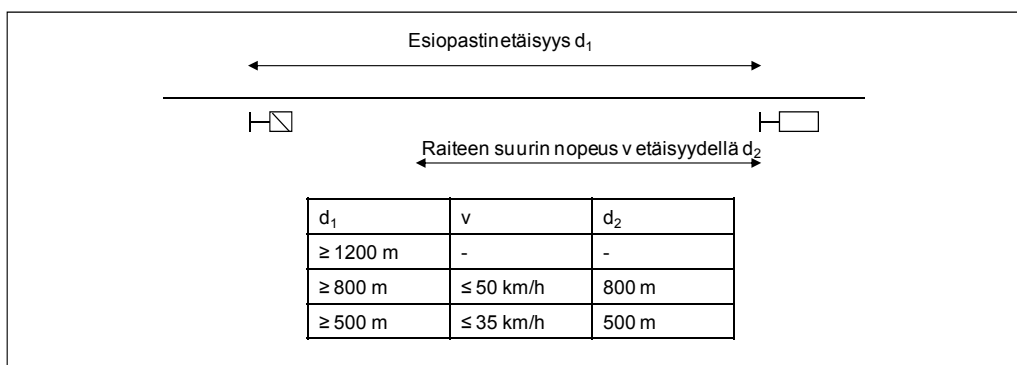 Esiopastinetäisyys d₁
Raiteen suurin nopeus v etäisyydellä d₂
d₁ v d₂
≥ 1200 m - -
≥ 800 m ≤ 50 km/h 800 m
≥ 500 m ≤ 35 km/h 500 m